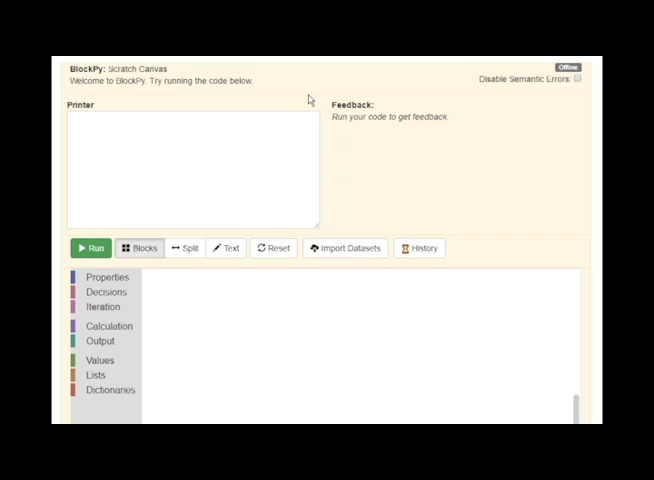 BlockPy: Scratch Canvas
Offline
Welcome to BlockPy. Try running the code below.
Disable Semantic Errors:
Printer
Feedback:
Run your code to get feedback.
Run
Blocks
Split
Text
Reset
Import Datasets
History
Properties
Decisions
Iteration
Calculation
Output
Values
Lists
Dictionaries